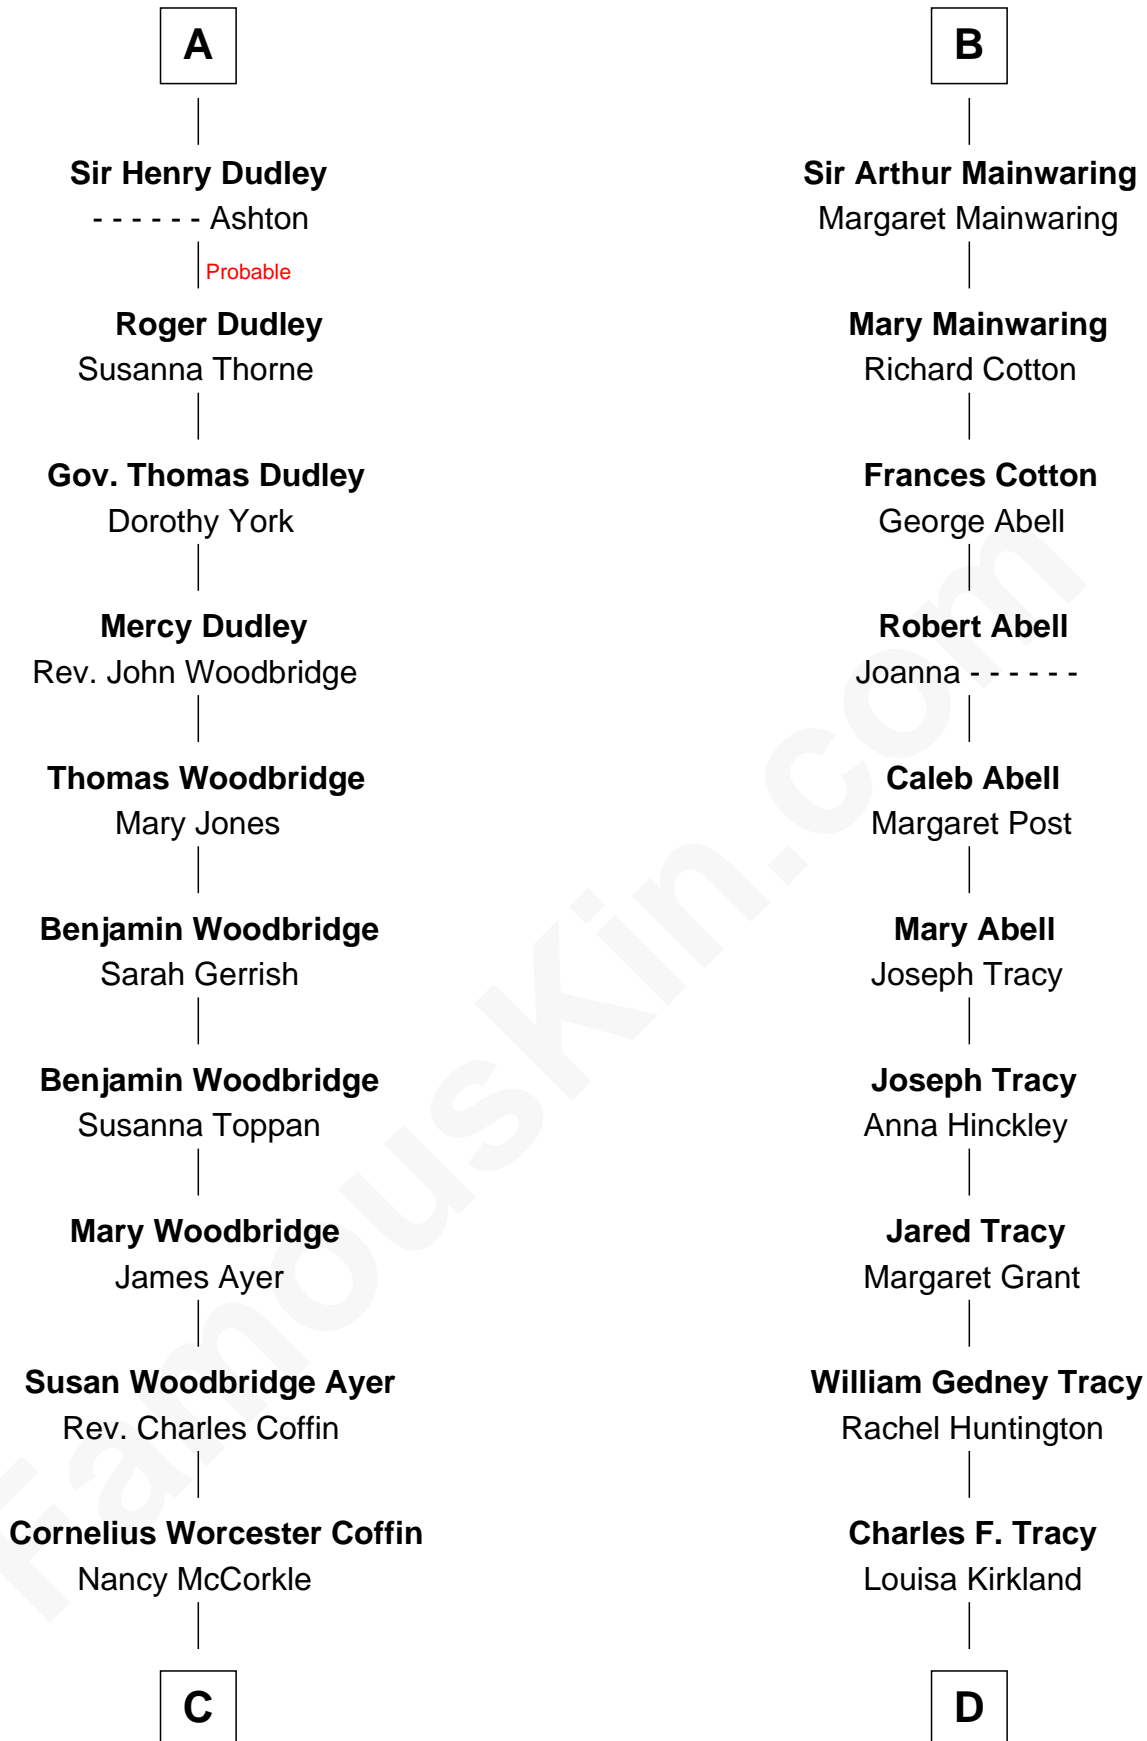 A
Sir Henry Dudley
- - - - - - Ashton
Probable
Roger Dudley
Susanna Thorne
Gov. Thomas Dudley
Dorothy York
Mercy Dudley
Rev. John Woodbridge
Thomas Woodbridge
Mary Jones
Benjamin Woodbridge
Sarah Gerrish
Benjamin Woodbridge
Susanna Toppan
Mary Woodbridge
James Ayer
Susan Woodbridge Ayer
Rev. Charles Coffin
Cornelius Worcester Coffin
Nancy McCorkle
C
B
Sir Arthur Mainwaring
Margaret Mainwaring
Mary Mainwaring
Richard Cotton
Frances Cotton
George Abell
Robert Abell
Joanna - - - - - -
Caleb Abell
Margaret Post
Mary Abell
Joseph Tracy
Joseph Tracy
Anna Hinckley
Jared Tracy
Margaret Grant
William Gedney Tracy
Rachel Huntington
Charles F. Tracy
Louisa Kirkland
D
FamousKin.com